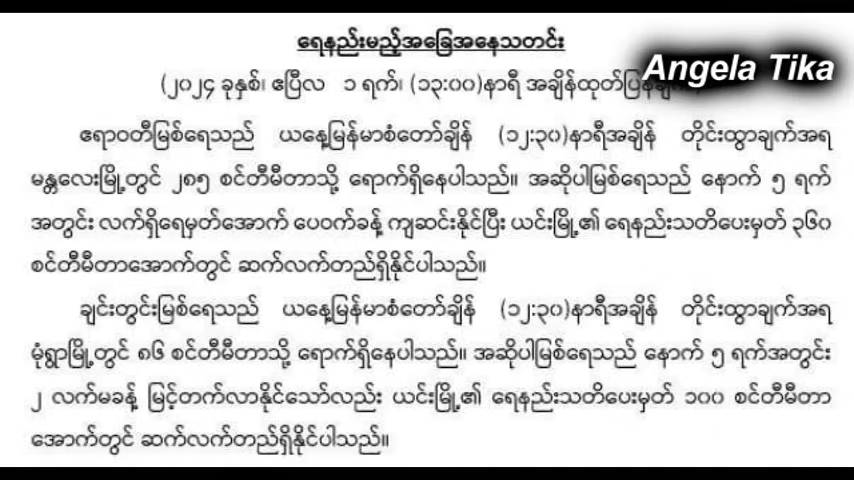 ရေနည်းမည့်အခြေအနေသတင်း
Angela Tika
(၂၀၂၄ ခုနှစ်၊ ဧပြီလ ၁ ရက်၊ (၁၃:၀၀)နာရီ အချိန်ထုတ်ပြန်
ဧရာဝတီမြစ်ရေသည် ယနေ့မြန်မာစံတော်ချိန် (၁၂:၃၀)နာရီအချိန် တိုင်းထွာချက်အရ
မန္တလေးမြို့တွင် ၂၈၅ စင်တီမီတာသို့ ရောက်ရှိနေပါသည်။ အဆိုပါမြစ်ရေသည် နောက် ၅ ရက်
အတွင်း လက်ရှိရေမှတ်အောက် ပေဝက်ခန့် ကျဆင်းနိုင်ပြီး ယင်းမြို့၏ ရေနည်းသတိပေးမှတ် ၃၆၀
စင်တီမီတာအောက်တွင် ဆက်လက်တည်ရှိနိုင်ပါသည်။
ချင်းတွင်းမြစ်ရေသည် ယနေ့မြန်မာစံတော်ချိန် (၁၂:၃၀)နာရီအချိန် တိုင်းထွာချက်အရ
မုံရွာမြို့တွင် ၈၆ စင်တီမီတာသို့ ရောက်ရှိနေပါသည်။ အဆိုပါမြစ်ရေသည် နောက် ၅ ရက်အတွင်း
၂ လက်မခန့် မြင့်တက်လာနိုင်သော်လည်း ယင်းမြို့၏ ရေနည်းသတိပေးမှတ် ၁၀၀ စင်တီမီတာ
အောက်တွင် ဆက်လက်တည်ရှိနိုင်ပါသည်။